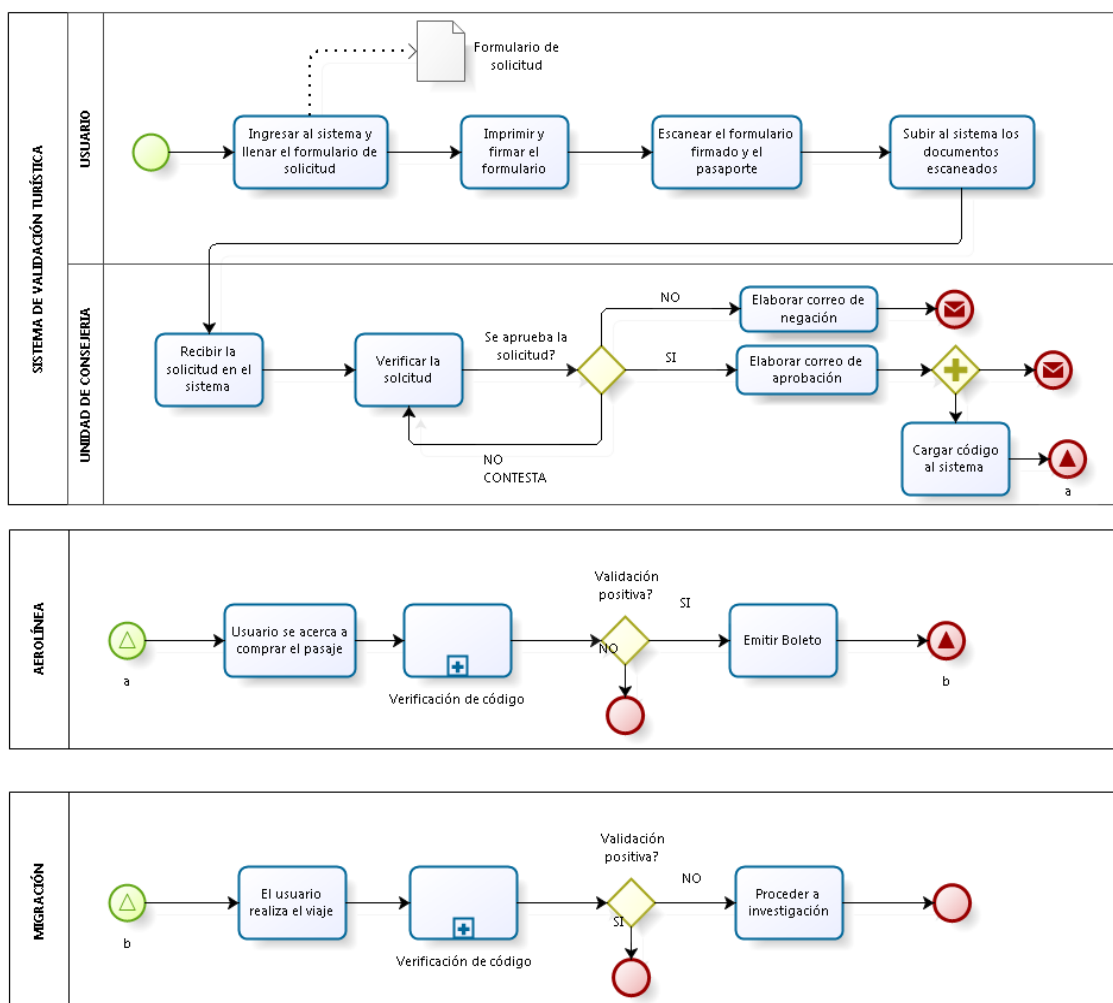 SISTEMA DE VALIDACIÓN TURÍSTICA
USUARIO
Formulario de
solicitud
Ingresar al sistema y
llenar el formulario de
solicitud
Imprimir y
firmar el
formulario
Escanear el formulario
firmado y el
pasaporte
Subir al sistema los
documentos
escaneados
UNIDAD DE CONSEJERIA
Recibir la
solicitud en el
sistema
Verificar la
solcitud
Se aprueba la
solicitud?
NO
Elaborar correo de
negación
SI
Elaborar correo de
aprobación
NO
CONTESTA
Cargar código
al sistema
a
AEROLÍNEA
a
Usuario se acerca a
comprar el pasaje
Verificación de código
Validación
positiva?
SI
NO
Emitir Boleto
b
MIGRACIÓN
b
El usuario
realiza el viaje
Verificación de código
Validación
positiva?
NO
SI
Proceder a
investigación